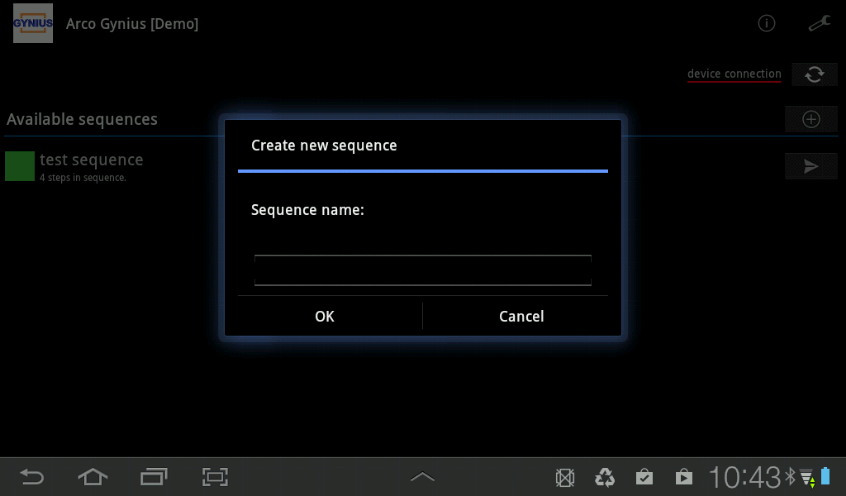 GYNIUS
Arco Gynius [Demo]
device connection
Available sequences
test sequence
4 steps in sequence.
Create new sequence
Sequence name:
OK
Cancel
10:43